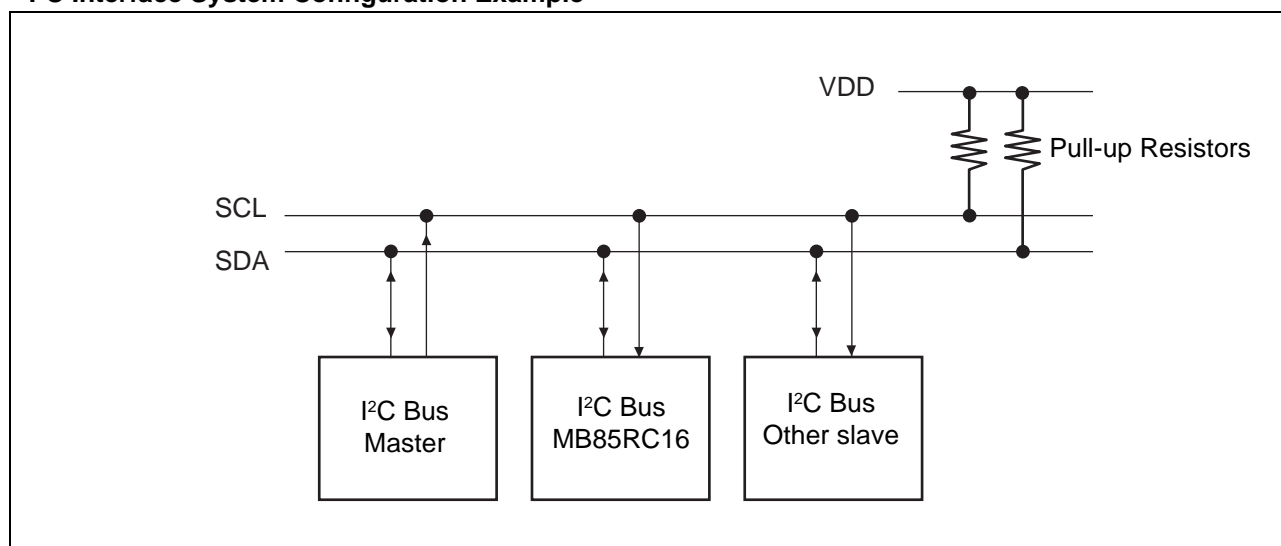 VDD
Pull-up Resistors
SCL
SDA
I²C Bus
Master
I²C Bus
MB85RC16
I²C Bus
Other slave